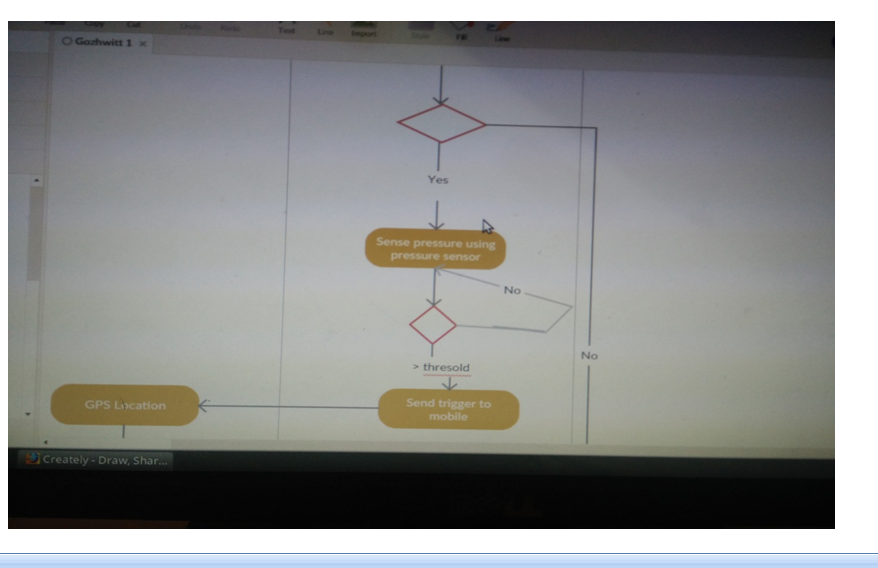 Copy
Cut
Undo
Text
Line
Import
Style
Fill
Line
Gozhwitt 1 ×
Yes
Sense pressure using
pressure sensor
No
> thresold
No
GPS Location
Send trigger to
mobile
Creately - Draw, Shar...